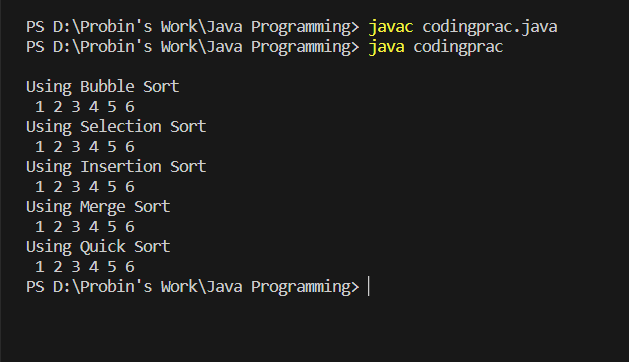 PS D:\Probin's Work\Java Programming> javac codingprac.java
PS D:\Probin's Work\Java Programming> java codingprac
Using Bubble Sort
1 2 3 4 5 6
Using Selection Sort
1 2 3 4 5 6
Using Insertion Sort
1 2 3 4 5 6
Using Merge Sort
1 2 3 4 5 6
Using Quick Sort
1 2 3 4 5 6
PS D:\Probin's Work\Java Programming>